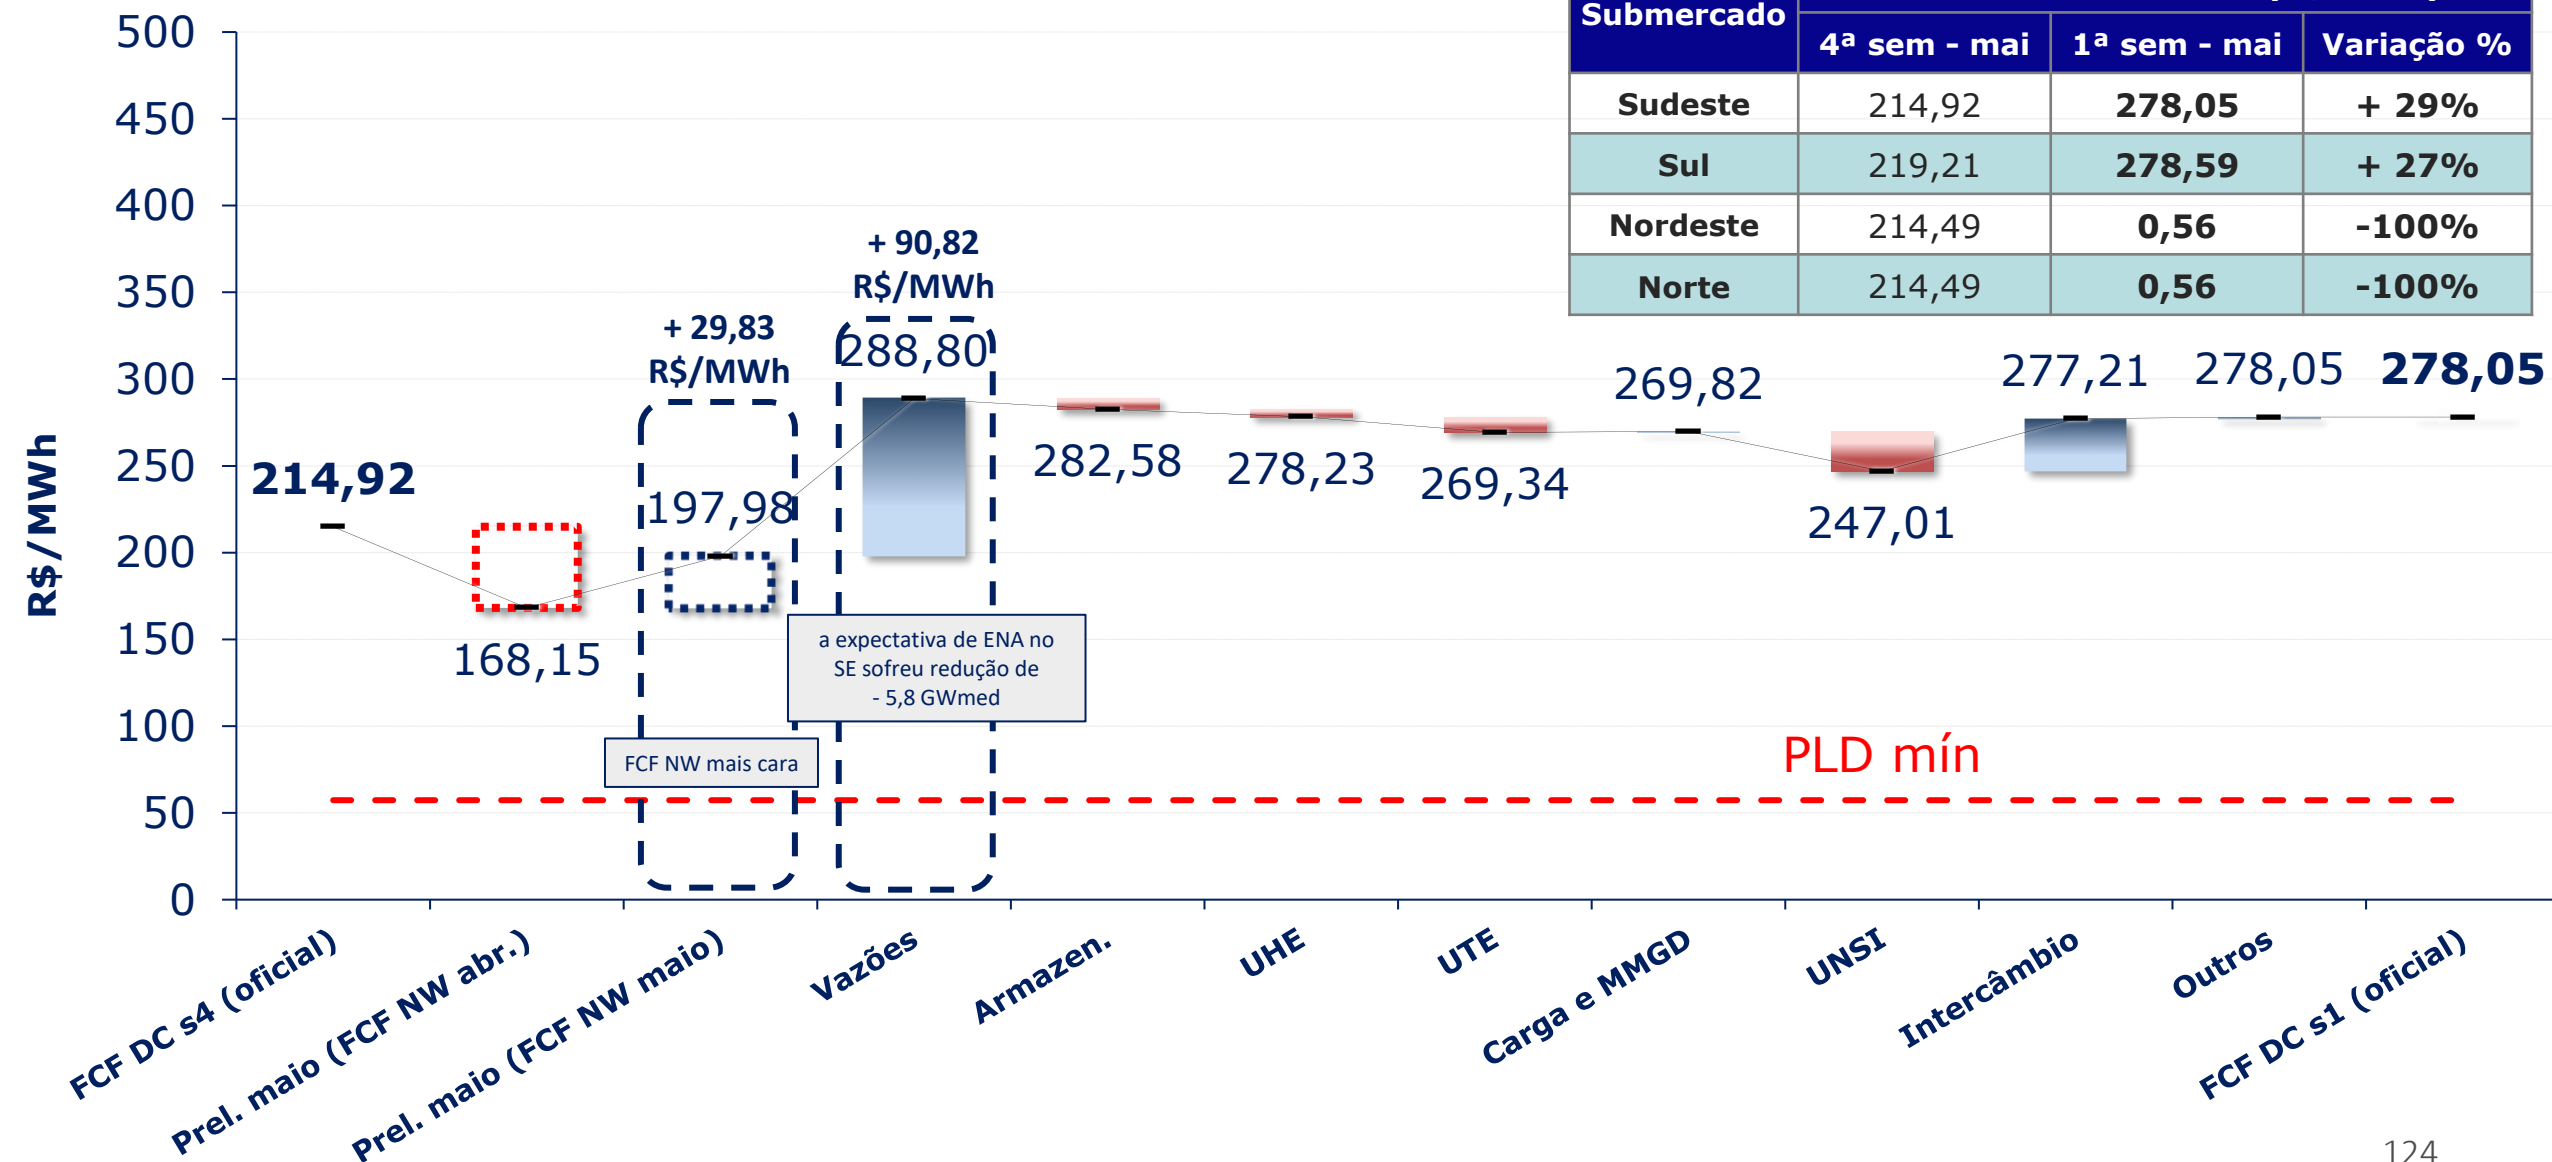 Submercado
4ª sem - mai 1ª sem - mai Variação %
Sudeste 214,92 278,05 + 29%
Sul 219,21 278,59 + 27%
Nordeste 214,49 0,56 -100%
Norte 214,49 0,56 -100%
R$/MWh
500
450
400
350
300
250
200
150
100
50
0
214,92
168,15
+ 29,83
R$/MWh
197,98
+ 90,82
R$/MWh
288,80
282,58
278,23
269,34
269,82
247,01
277,21
278,05
278,05
a expectativa de ENA no
SE sofreu redução de
- 5,8 GWmed
FCF NW mais cara
PLD mín
FCF DC s4 (oficial)
Prel. maio (FCF NW abr.)
Prel. maio (FCF NW maio)
Vazões
Armazen.
UHE
UTE
Carga e MMGD
UNSI
Intercâmbio
Outros
FCF DC s1 (oficial)
124